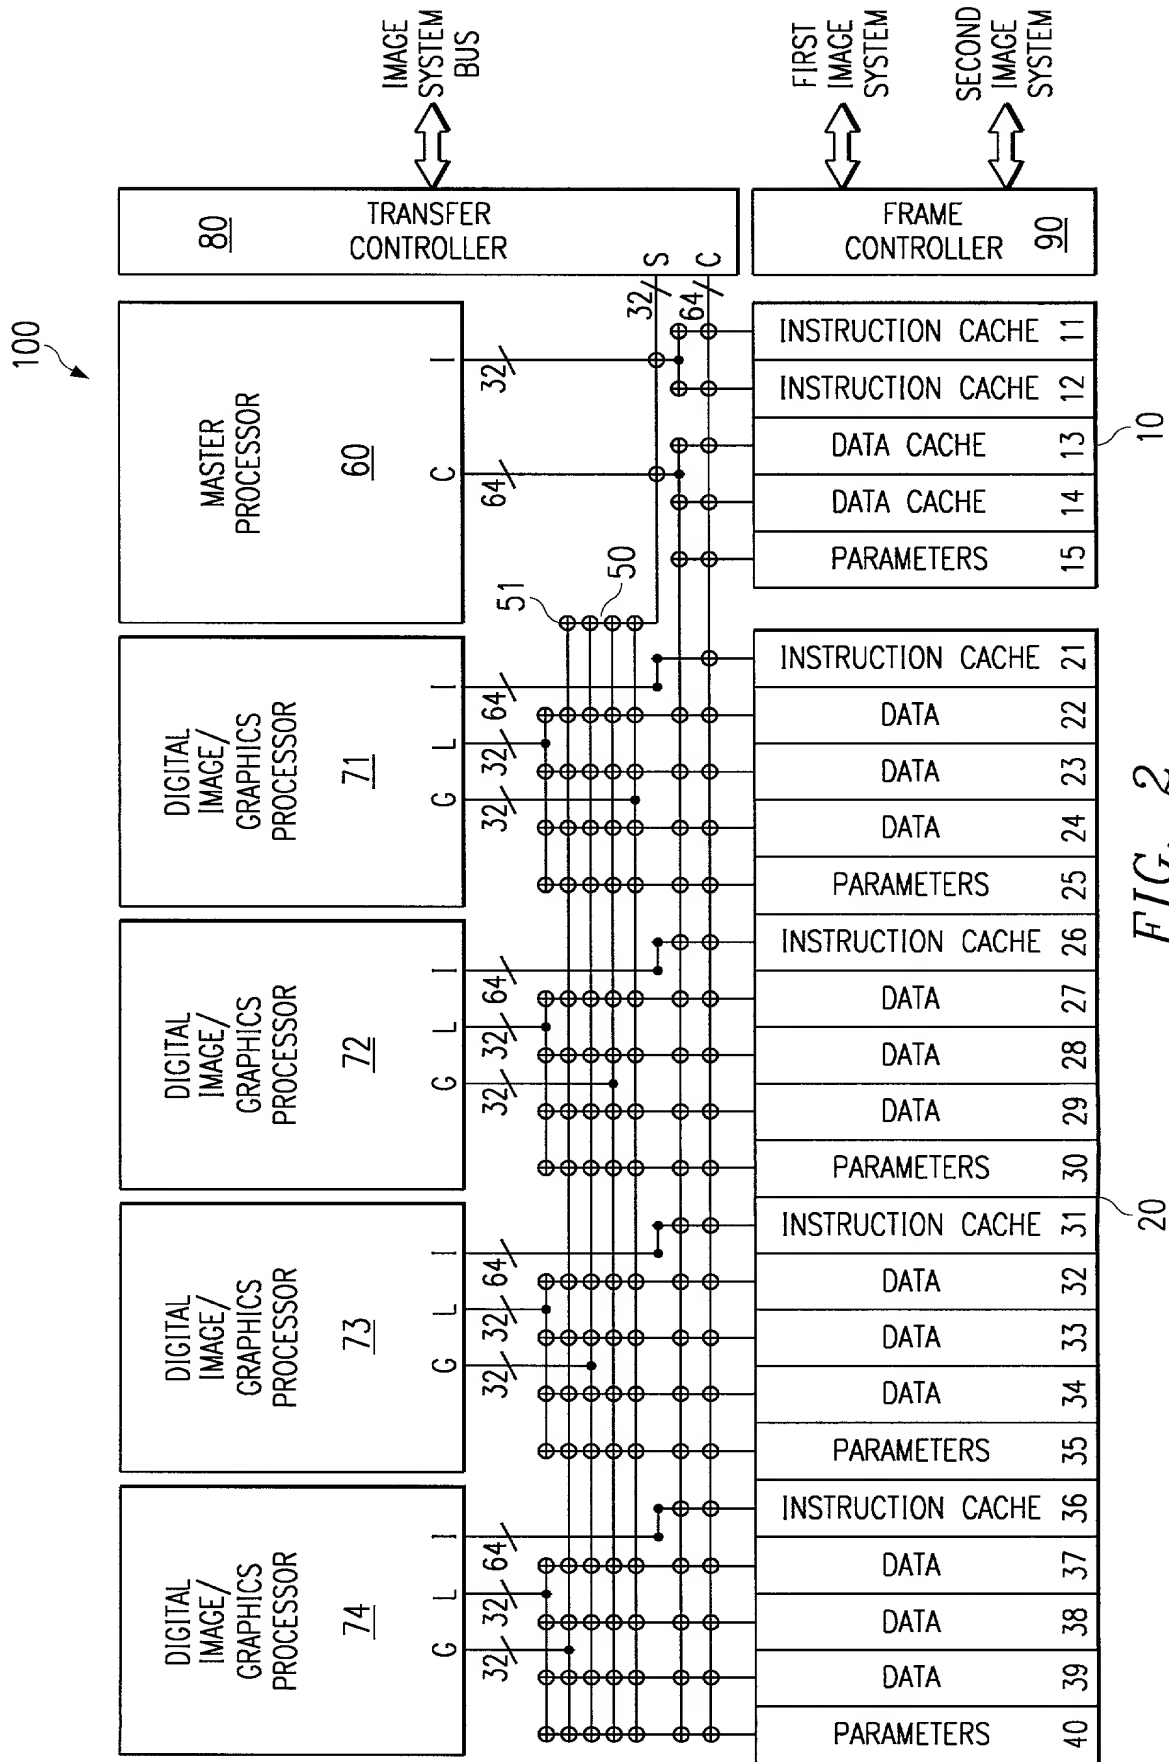 100
DIGITAL
IMAGE/
GRAPHICS
PROCESSOR
74
G L I
32 32 64
DIGITAL
IMAGE/
GRAPHICS
PROCESSOR
73
G L I
32 32 64
DIGITAL
IMAGE/
GRAPHICS
PROCESSOR
72
G L I
32 32 64
DIGITAL
IMAGE/
GRAPHICS
PROCESSOR
71
G L I
32 32 64
MASTER
PROCESSOR
60
C I
64 32
80
TRANSFER
CONTROLLER
S
C
32
64
IMAGE
SYSTEM
BUS
51
50
PARAMETERS 40
DATA 39
DATA 38
DATA 37
INSTRUCTION CACHE 36
PARAMETERS 35
DATA 34
DATA 33
DATA 32
INSTRUCTION CACHE 31
PARAMETERS 30
DATA 29
DATA 28
DATA 27
INSTRUCTION CACHE 26
PARAMETERS 25
DATA 24
DATA 23
DATA 22
INSTRUCTION CACHE 21
PARAMETERS 15
DATA CACHE 14
DATA CACHE 13
INSTRUCTION CACHE 12
INSTRUCTION CACHE 11
FRAME
CONTROLLER
90
FIRST
IMAGE
SYSTEM
SECOND
IMAGE
SYSTEM
20
10
FIG. 2